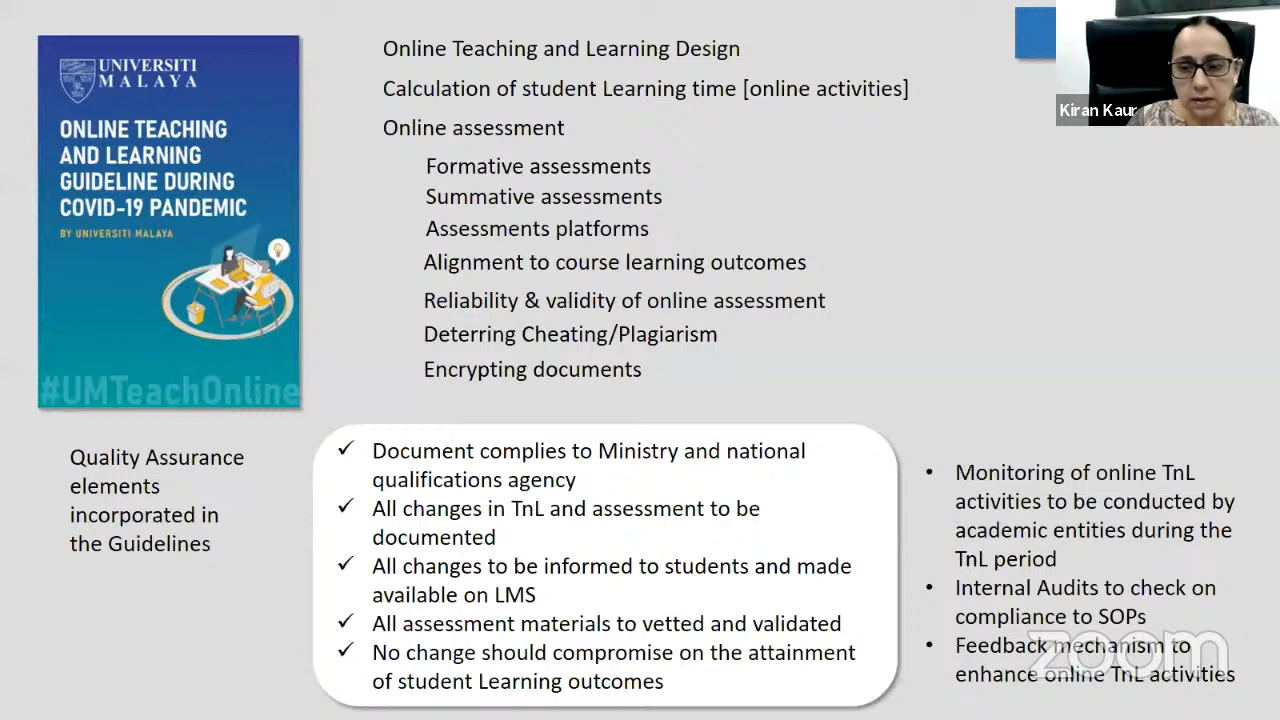 UNIVERSITI
MALAYA
ONLINE TEACHING
AND LEARNING
GUIDELINE DURING
COVID-19 PANDEMIC
BY UNIVERSITI MALAYA
#UMTeachOnline
Online Teaching and Learning Design
Calculation of student Learning time [online activities]
Online assessment
Formative assessments
Summative assessments
Assessments platforms
Alignment to course learning outcomes
Reliability & validity of online assessment
Deterring Cheating/Plagiarism
Encrypting documents
Kiran Kaur
Quality Assurance
elements
incorporated in
the Guidelines
✓ Document complies to Ministry and national
qualifications agency
✓ All changes in TnL and assessment to be
documented
✓ All changes to be informed to students and made
available on LMS
✓ All assessment materials to vetted and validated
✓ No change should compromise on the attainment
of student Learning outcomes
• Monitoring of online TnL
activities to be conducted by
academic entities during the
TnL period
• Internal Audits to check on
compliance to SOPs
• Feedback mechanism to
enhance online TnL activities
zoom